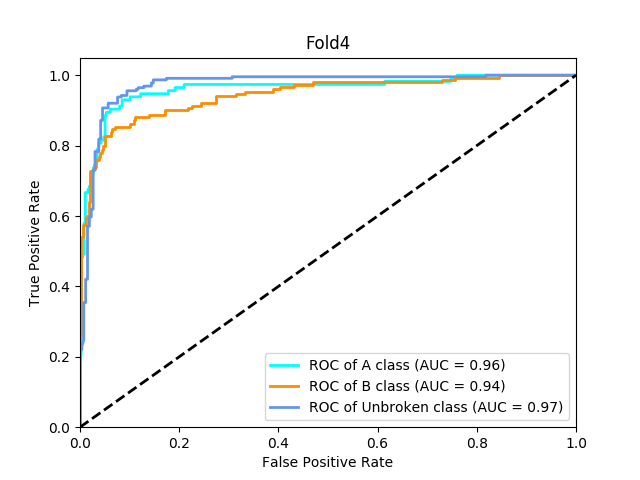 Fold4
1.0
0.8
0.6
0.4
0.2
0.0
True Positive Rate
ROC of A class (AUC = 0.96)
ROC of B class (AUC = 0.94)
ROC of Unbroken class (AUC = 0.97)
0.0 0.2 0.4 0.6 0.8 1.0
False Positive Rate